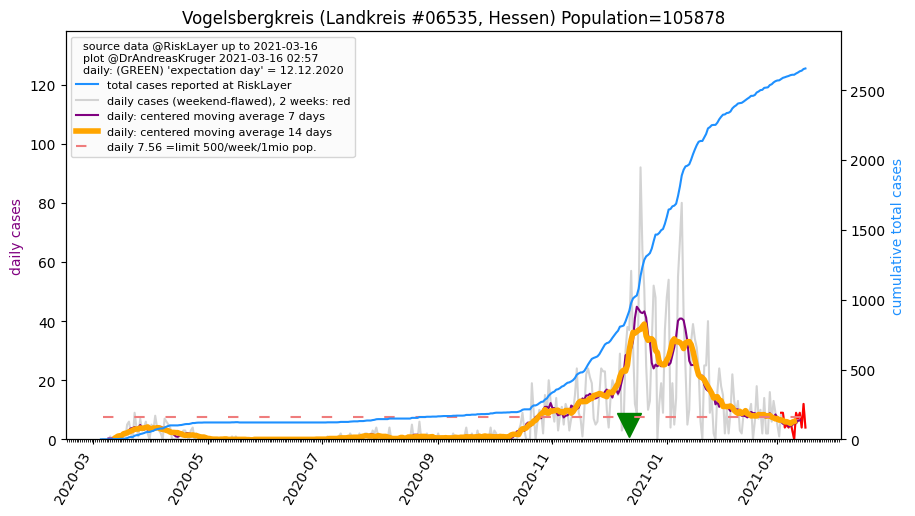 Vogelsbergkreis (Landkreis #06535, Hessen) Population=105878
source data @RiskLayer up to 2021-03-16
plot @DrAndreasKruger 2021-03-16 02:57
daily: (GREEN) 'expectation day' = 12.12.2020
total cases reported at RiskLayer
daily cases (weekend-flawed), 2 weeks: red
daily: centered moving average 7 days
daily: centered moving average 14 days
daily 7.56 =limit 500/week/1mio pop.
daily cases
0
20
40
60
80
100
120
cumulative total cases
0
500
1000
1500
2000
2500
2020-03
2020-05
2020-07
2020-09
2020-11
2021-01
2021-03